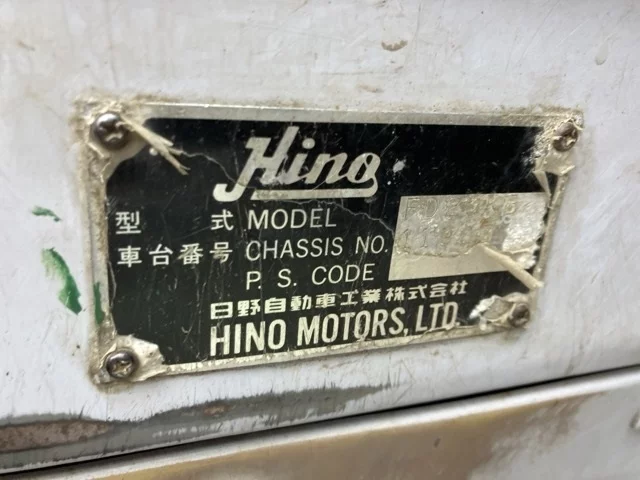 Hino
型 式 MODEL
車台番号 CHASSIS NO.
P. S. CODE
日野自動車工業株式会社
HINO MOTORS, LTD.